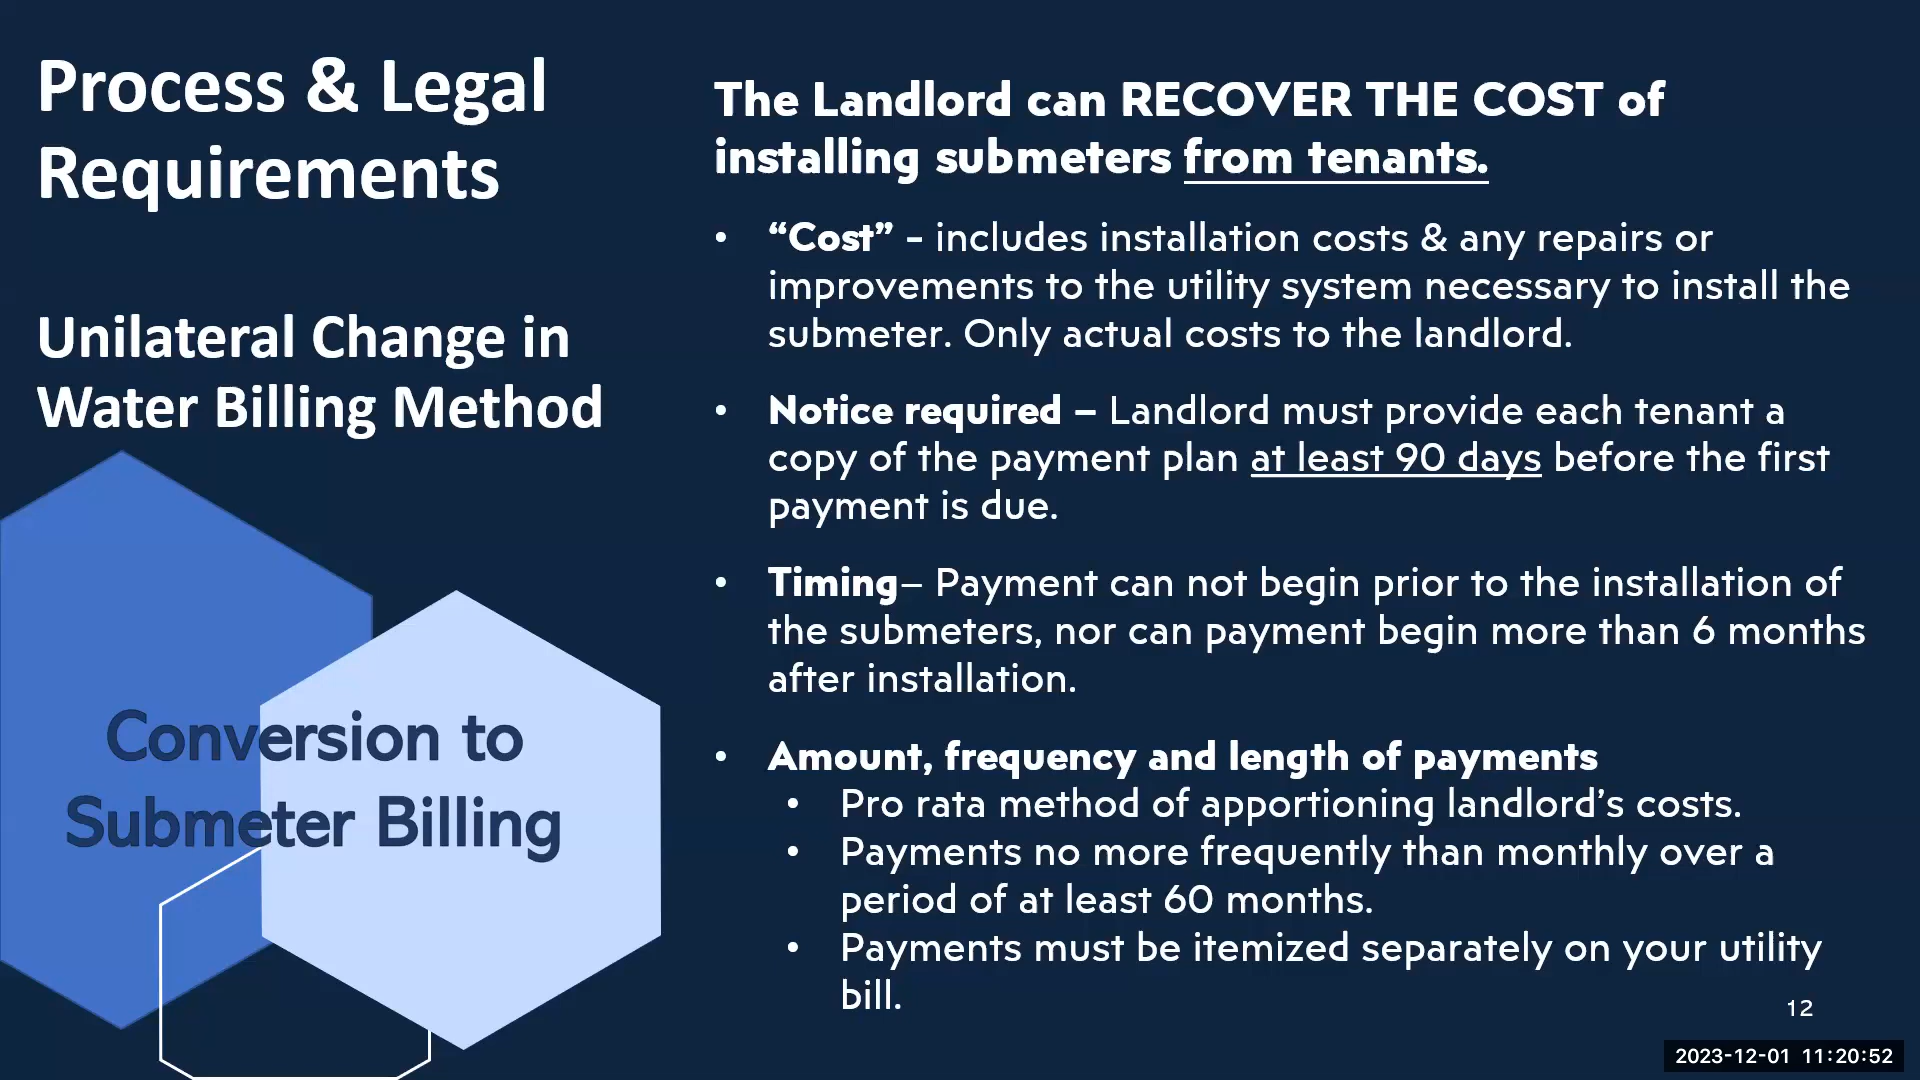 Process & Legal
Requirements
Unilateral Change in
Water Billing Method
Conversion to
Submeter Billing
The Landlord can RECOVER THE COST of
installing submeters from tenants.
• “Cost” - includes installation costs & any repairs or
improvements to the utility system necessary to install the
submeter. Only actual costs to the landlord.
• Notice required – Landlord must provide each tenant a
copy of the payment plan at least 90 days before the first
payment is due.
• Timing– Payment can not begin prior to the installation of
the submeters, nor can payment begin more than 6 months
after installation.
• Amount, frequency and length of payments
• Pro rata method of apportioning landlord’s costs.
• Payments no more frequently than monthly over a
period of at least 60 months.
• Payments must be itemized separately on your utility
bill.
12
2023-12-01 11:20:52